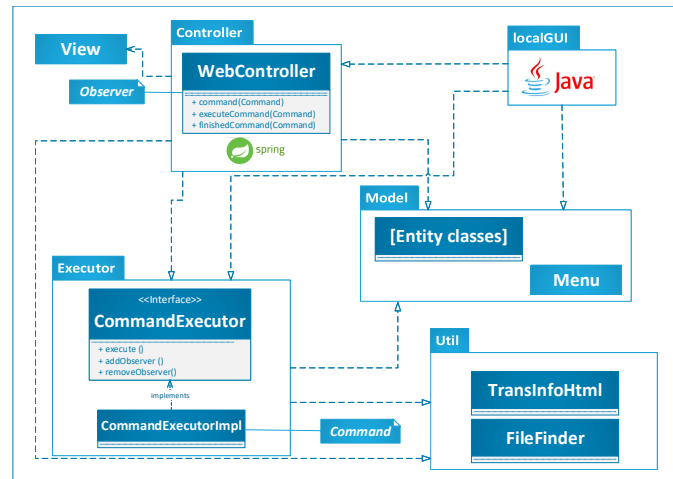 Controller
localGUI
View
WebController
Java
Observer
+ command(Command)
+ executeCommand(Command)
+ finishedCommand(Command)
spring
Model
[Entity classes]
Menu
Executor
<<Interface>>
CommandExecutor
+ execute ()
+ addObserver ()
+ removeObserver()
implements
CommandExecutorImpl
Command
Util
TransInfoHtml
FileFinder